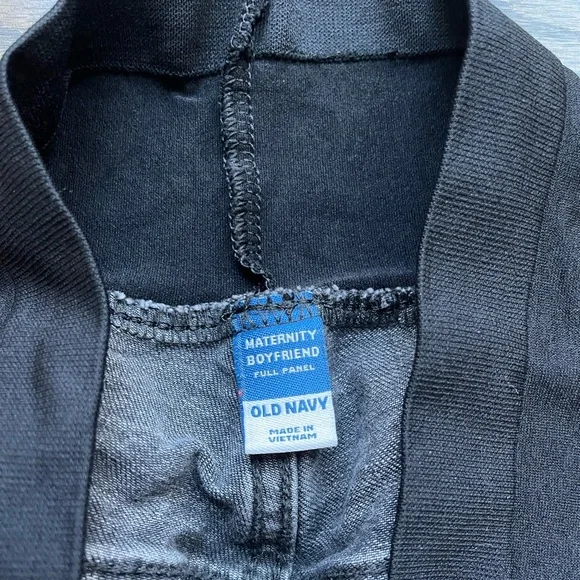 MATERNITY
BOYFRIEND
FULL PANEL
OLD NAVY
MADE IN
VIETNAM